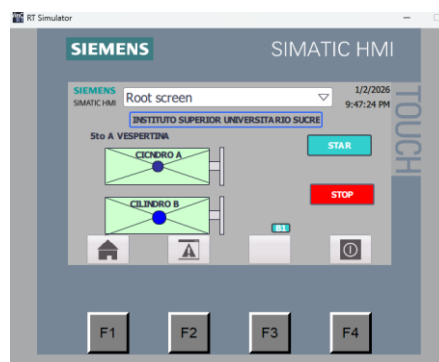 RT Simulator
SIEMENS
SIMATIC HMI
TOUCH
SIEMENS
SIMATIC HMI
Root screen
1/2/2026
9:47:24 PM
INSTITUTO SUPERIOR UNIVERSITARIO SUCRE
5to A VESPERTINA
CICNDRO A
STAR
CILINDRO B
STOP
B1
F1
F2
F3
F4